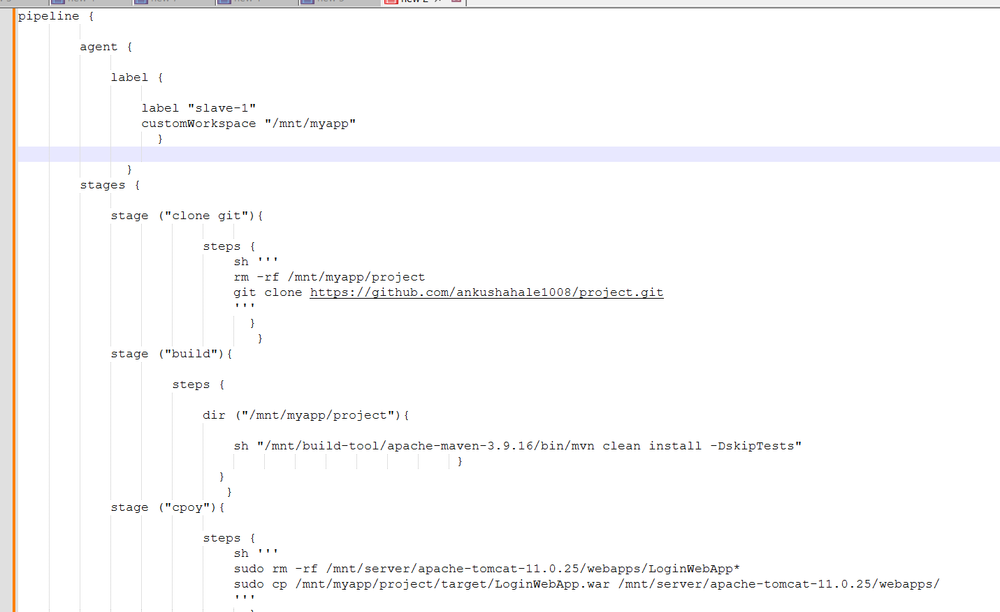 pipeline {
agent {
label {
label "slave-1"
customWorkspace "/mnt/myapp"
}
}
stages {
stage ("clone git"){
steps {
sh '''
rm -rf /mnt/myapp/project
git clone https://github.com/ankushahale1008/project.git
'''
}
}
stage ("build"){
steps {
dir ("/mnt/myapp/project"){
sh "/mnt/build-tool/apache-maven-3.9.16/bin/mvn clean install -DskipTests"
}
}
}
stage ("cpoy"){
steps {
sh '''
sudo rm -rf /mnt/server/apache-tomcat-11.0.25/webapps/LoginWebApp*
sudo cp /mnt/myapp/project/target/LoginWebApp.war /mnt/server/apache-tomcat-11.0.25/webapps/
'''